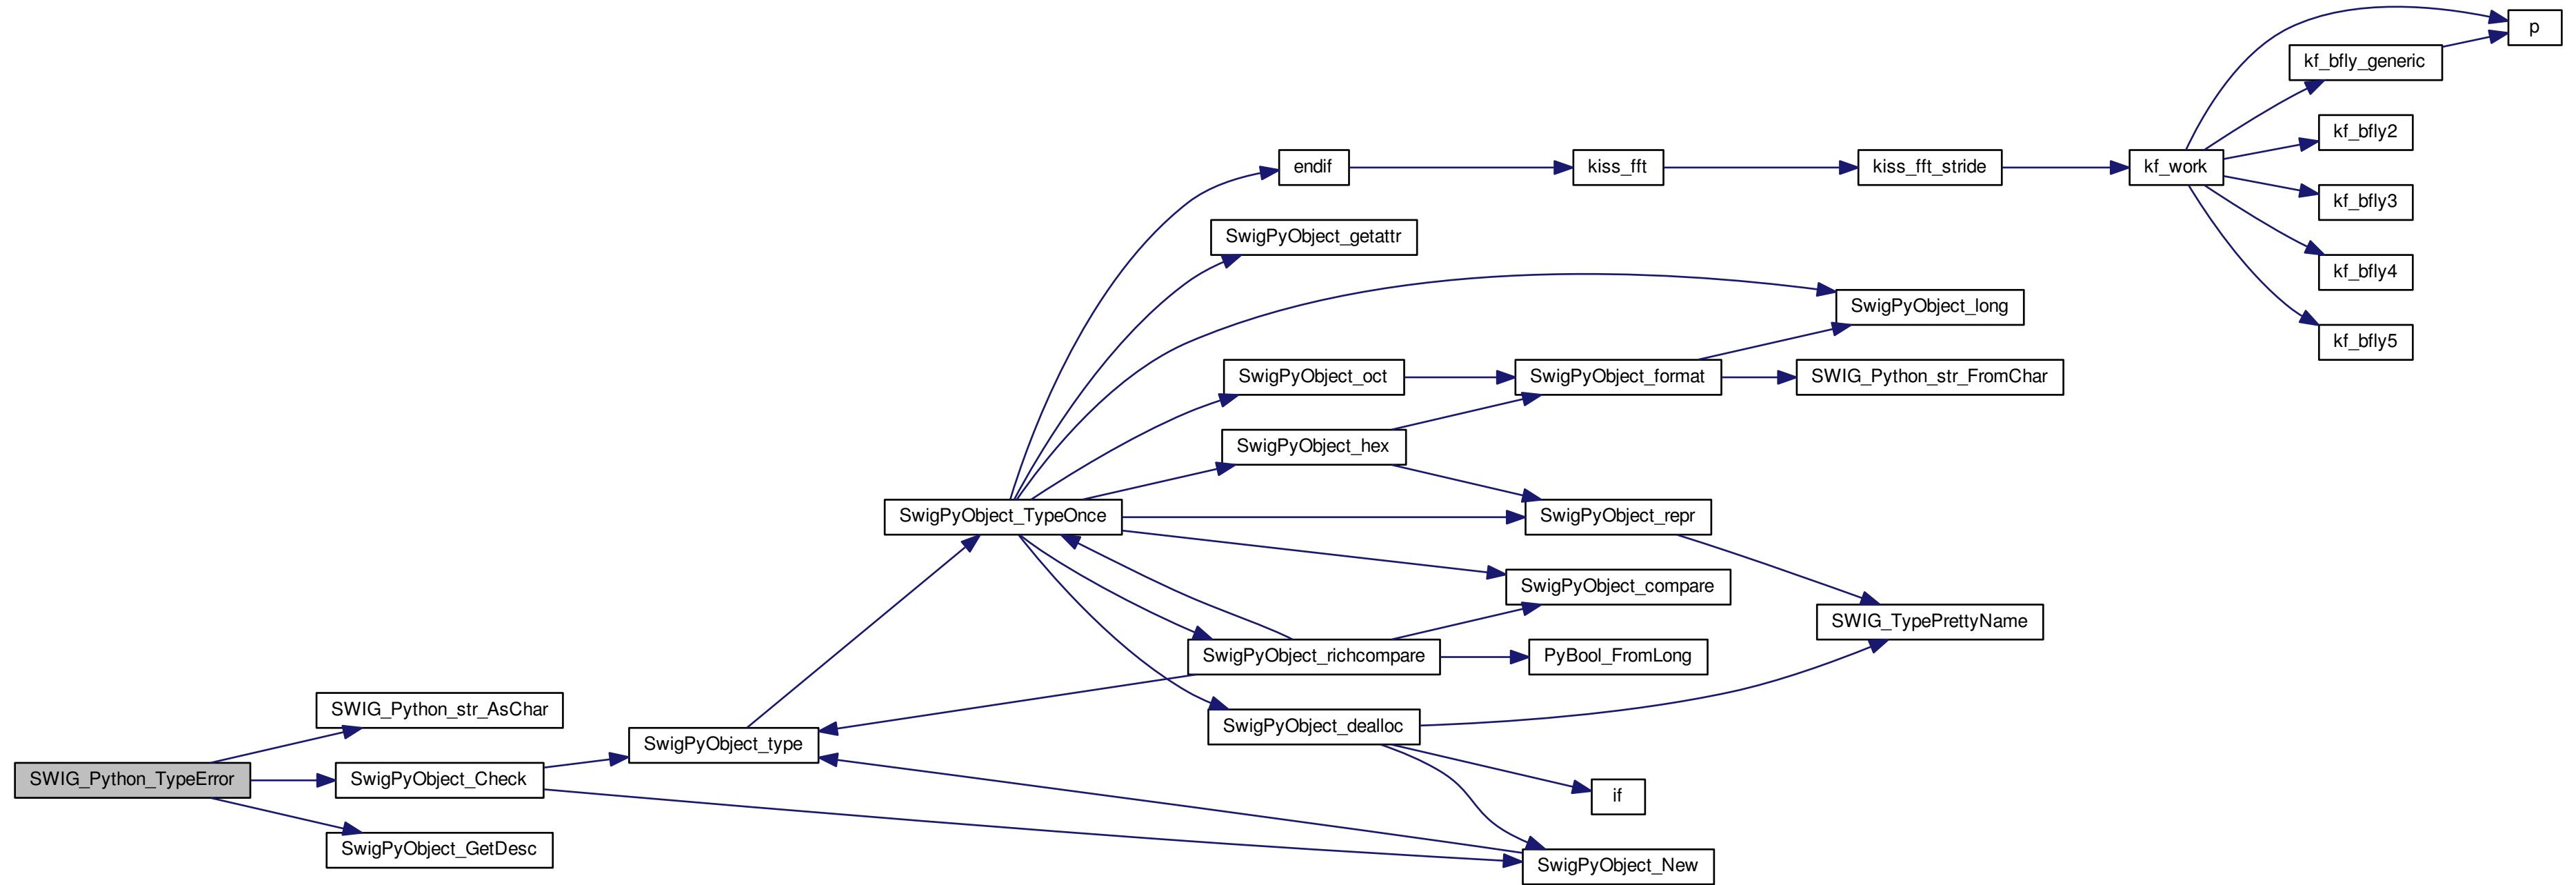 p
kf_bfly_generic
kf_bfly2
endif
kiss_fft
kiss_fft_stride
kf_work
kf_bfly3
SwigPyObject_getattr
kf_bfly4
SwigPyObject_long
kf_bfly5
SwigPyObject_oct
SwigPyObject_format
SWIG_Python_str_FromChar
SwigPyObject_hex
SwigPyObject_TypeOnce
SwigPyObject_repr
SwigPyObject_compare
SWIG_TypePrettyName
SwigPyObject_richcompare
PyBool_FromLong
SWIG_Python_str_AsChar
SwigPyObject_dealloc
SwigPyObject_type
SWIG_Python_TypeError
SwigPyObject_Check
if
SwigPyObject_GetDesc
SwigPyObject_New